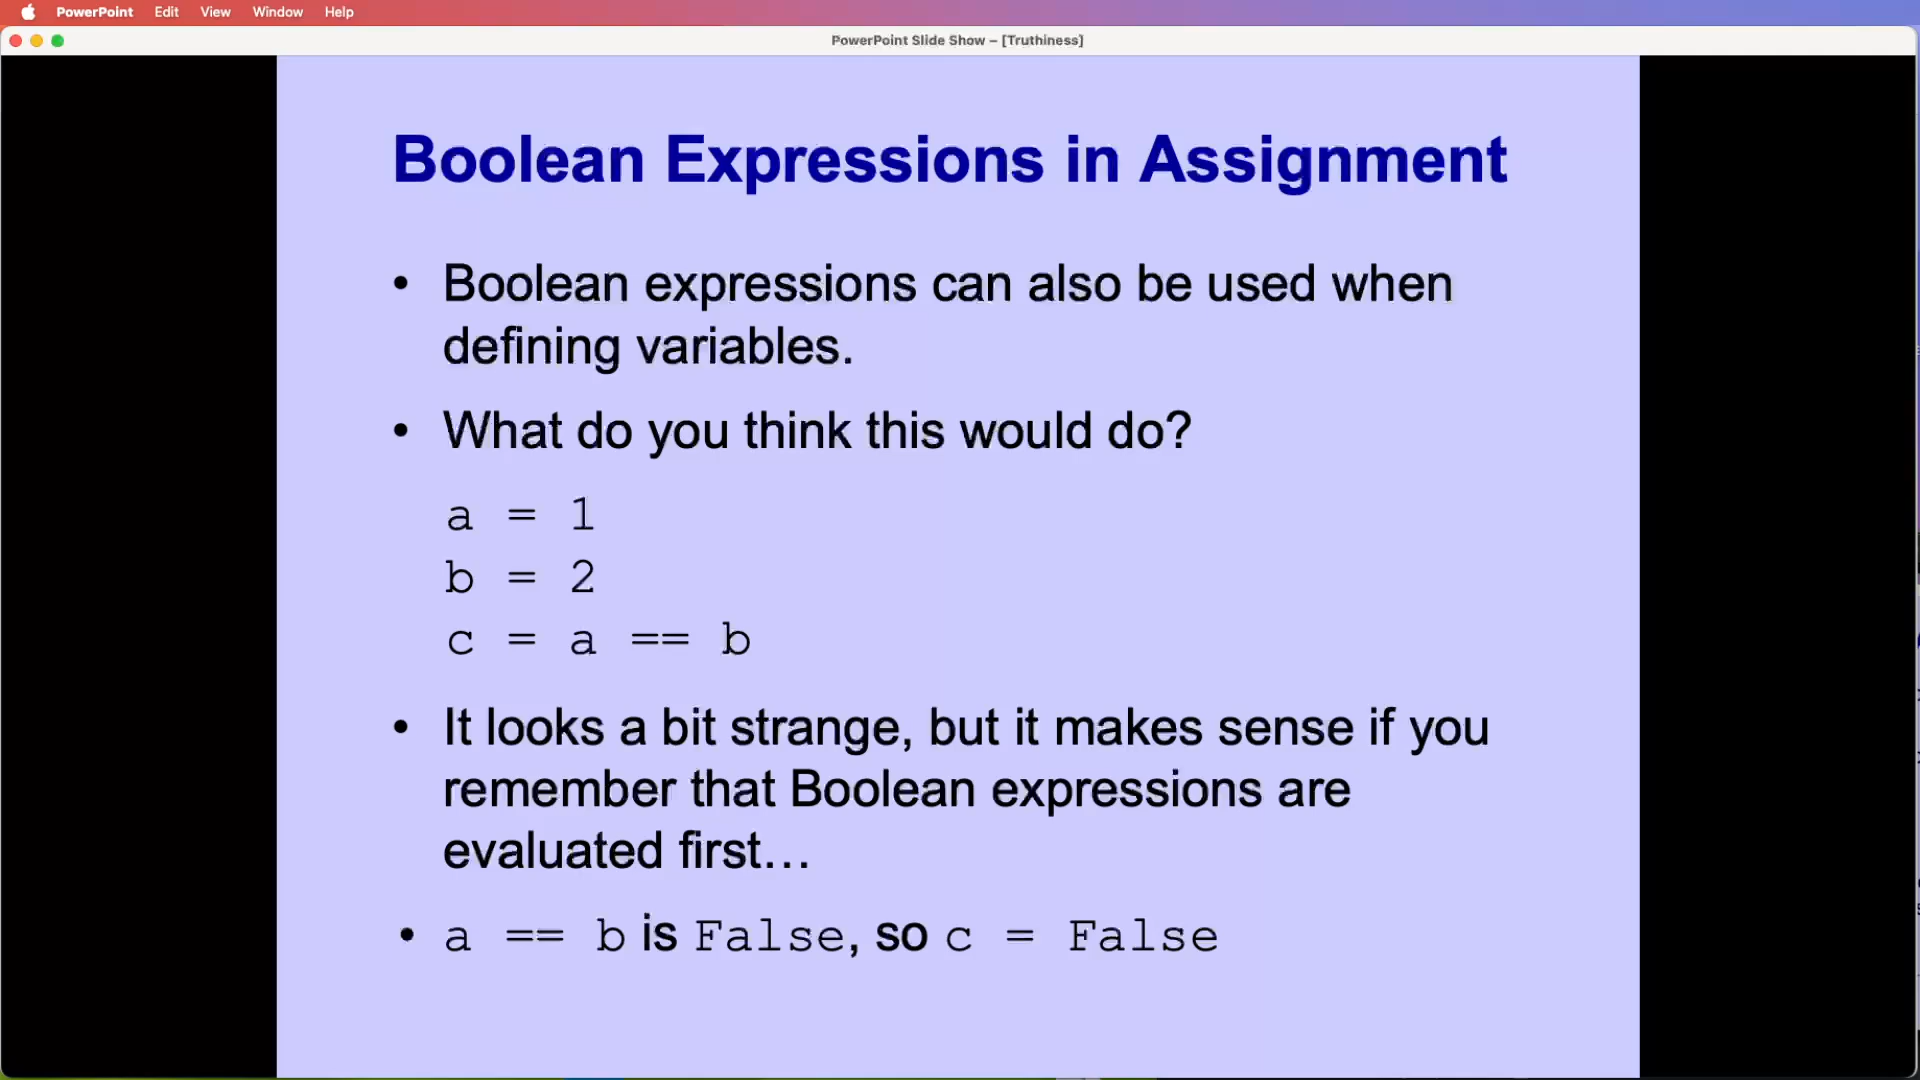 PowerPoint Edit View Window Help
PowerPoint Slide Show – [Truthiness]
Boolean Expressions in Assignment
• Boolean expressions can also be used when
defining variables.
• What do you think this would do?
a = 1
b = 2
c = a == b
• It looks a bit strange, but it makes sense if you
remember that Boolean expressions are
evaluated first…
• a == b is False, so c = False